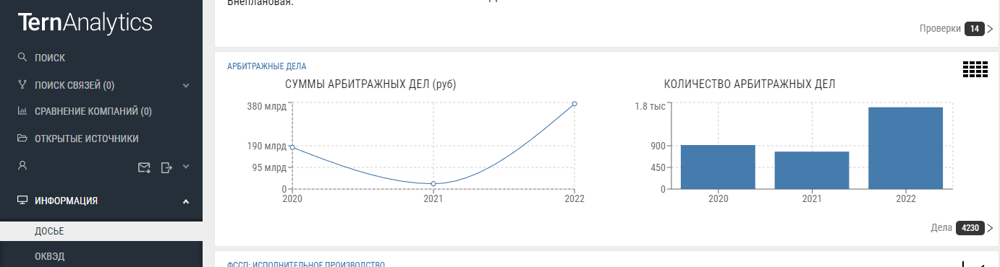 TernAnalytics
ПОИСК
ПОИСК СВЯЗЕЙ (0)
СРАВНЕНИЕ КОМПАНИЙ (0)
ОТКРЫТЫЕ ИСТОЧНИКИ
ИНФОРМАЦИЯ
ДОСЬЕ
ОКВЭД
Внеплановая.
Проверки 14
АРБИТРАЖНЫЕ ДЕЛА
СУММЫ АРБИТРАЖНЫХ ДЕЛ (руб)
380 млрд
190 млрд
95 млрд
0
2020 2021 2022
КОЛИЧЕСТВО АРБИТРАЖНЫХ ДЕЛ
1.8 тыс
900
450
0
2020 2021 2022
Дела 4230
ФССП: ИСПОЛНИТЕЛЬНОЕ ПРОИЗВОДСТВО